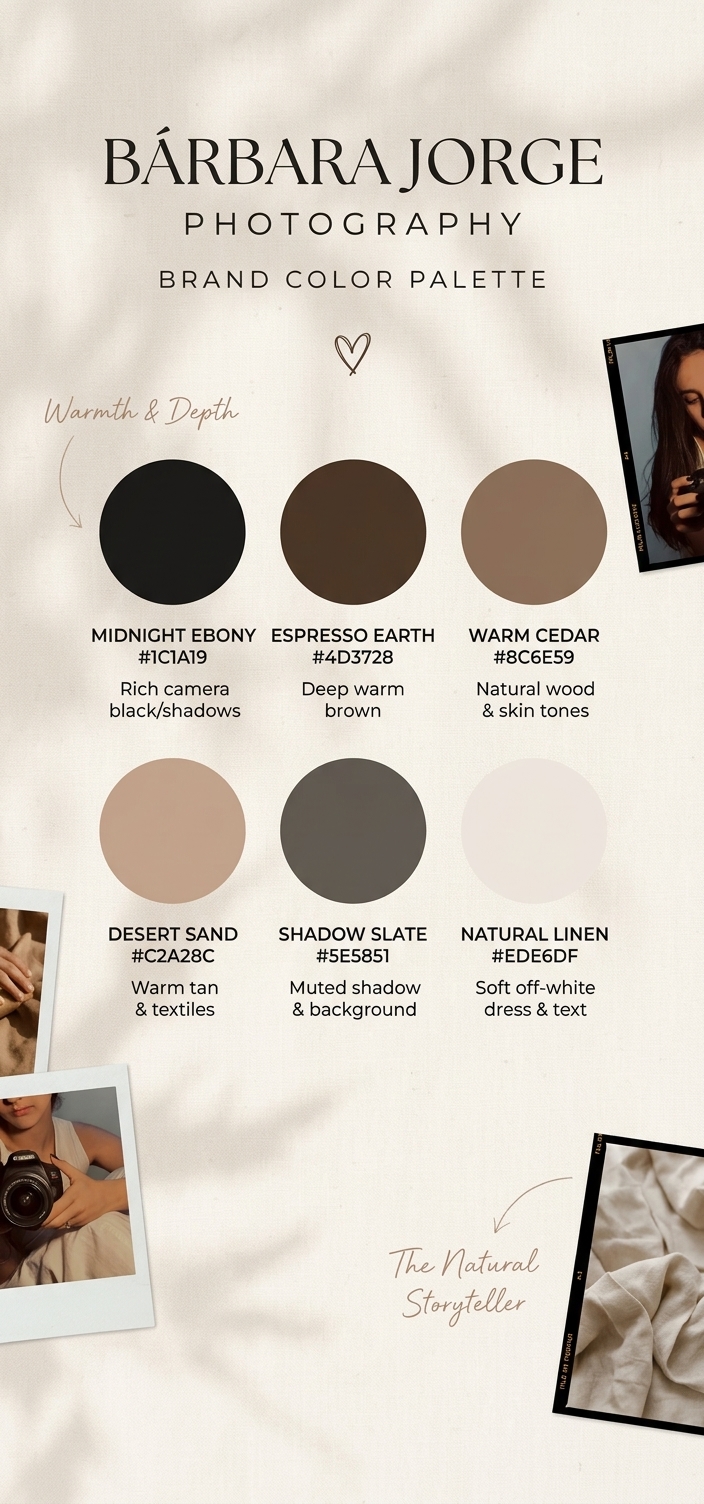 BÁRBARA JORGE
PHOTOGRAPHY
BRAND COLOR PALETTE
Warmth & Depth
MIDNIGHT EBONY
#1C1A19
Rich camera
black/shadows
ESPRESSO EARTH
#4D3728
Deep warm
brown
WARM CEDAR
#8C6E59
Natural wood
& skin tones
DESERT SAND
#C2A28C
Warm tan
& textiles
SHADOW SLATE
#5E5851
Muted shadow
& background
NATURAL LINEN
#EDE6DF
Soft off-white
dress & text
The Natural
Storyteller